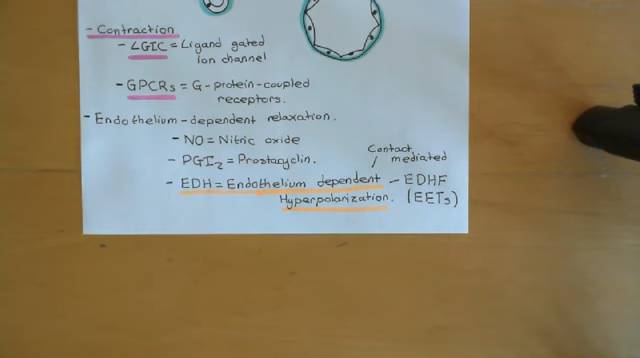 - Contraction
- LGIC = Ligand gated
ion channel
- GPCRs = G-protein-coupled
receptors.
- Endothelium-dependent relaxation.
- NO = Nitric oxide
Contact
- PGI2 = Prostacyclin. / mediated
- EDH = Endothelium dependent - EDHF
Hyperpolarization. (EETs)